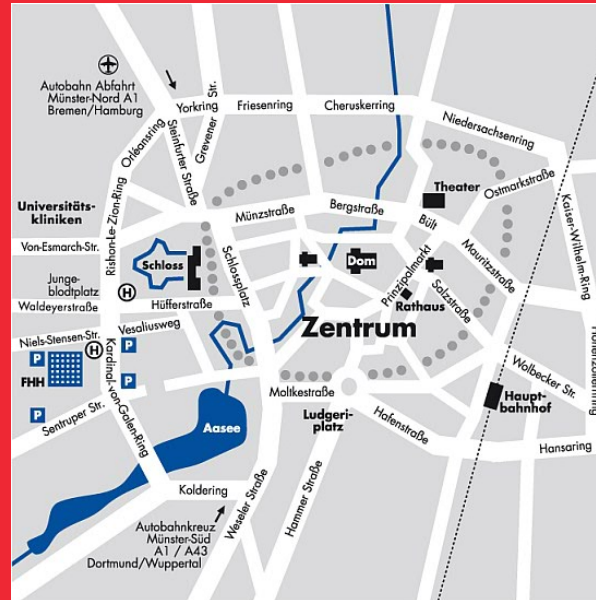 Autobahn Abfahrt
Münster-Nord A1
Bremen/Hamburg
Yorkring
Friesenring
Cheruskerring
Niedersachsenring
Grevener Str.
Orléansring
Steinfurter Straße
Theater
Ostmarkstraße
Universitäts-
kliniken
Rishon-Le-Zion-Ring
Münzstraße
Bergstraße
Bült
Kaiser-Wilhelm-Ring
Von-Esmarch-Str.
Schloss
Schlossplatz
Dom
Prinzipalmarkt
Mauritzstraße
Junge-
blodtplatz
H
Waldeyerstraße
Hüfferstraße
Rathaus
Salzstraße
Zentrum
Niels-Stensen-Str.
Vesaliusweg
H
P
P
FHH
P
P
Kardinal-von-Galen-Ring
Hohenzollernring
Wolbecker Str.
Moltkestraße
Haupt-
bahnhof
Sentruper Str.
Aasee
Ludgeri-
platz
Hafenstraße
Hansaring
Koldering
Weseler Straße
Hammer Straße
Autobahnkreuz
Münster-Süd
A1 / A43
Dortmund/Wuppertal